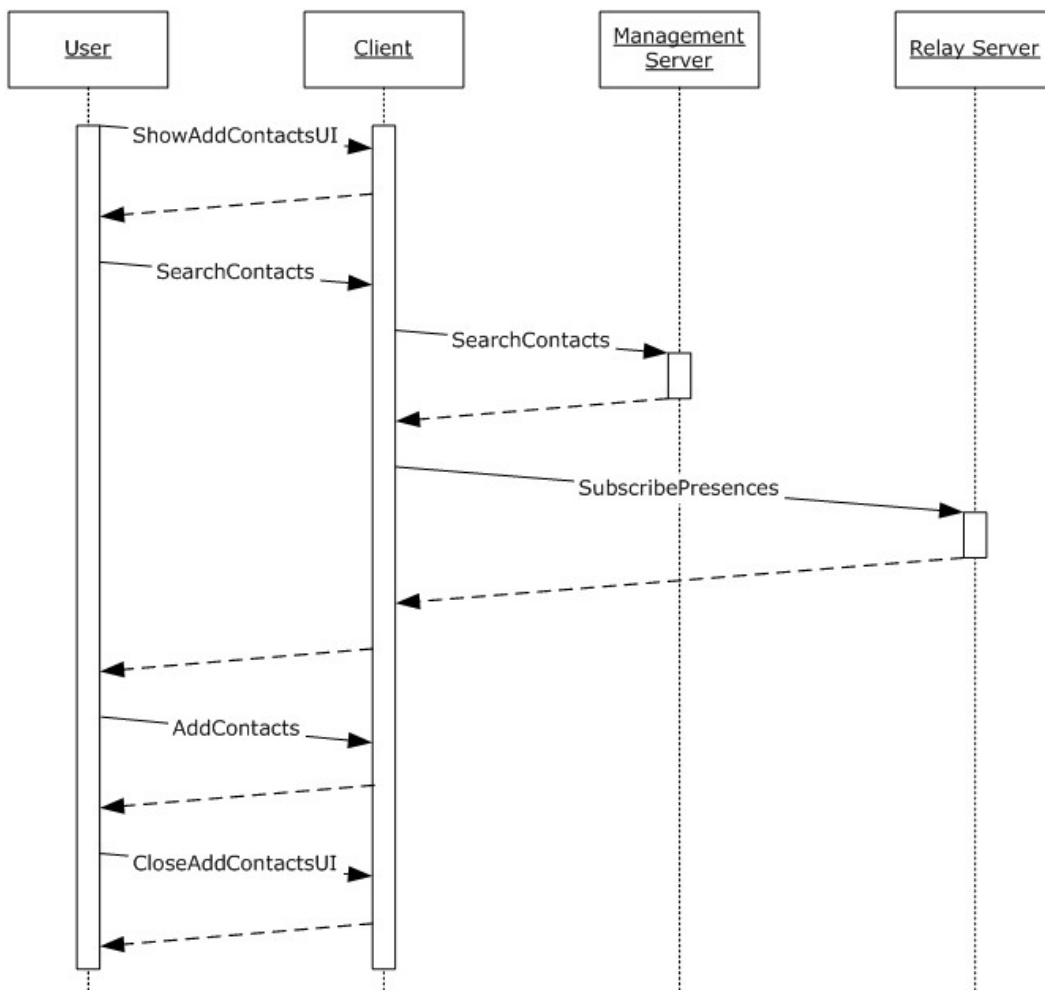 User
Client
Management
Server
Relay Server
ShowAddContactsUI
SearchContacts
SearchContacts
SubscribePresences
AddContacts
CloseAddContactsUI